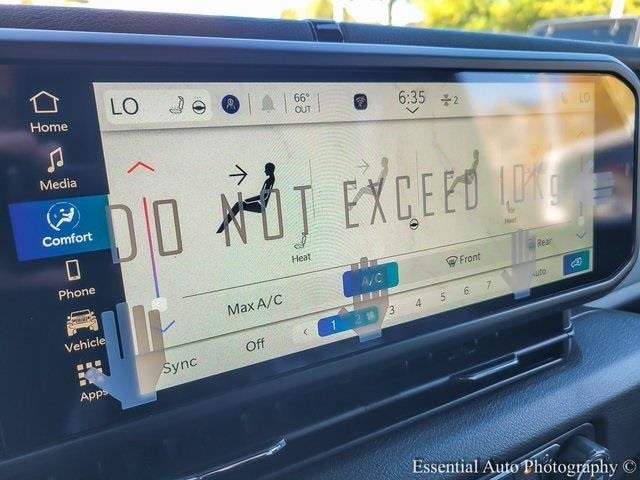 LO 66° OUT 6:35 2 LO
Home
Media
Comfort
Phone
Vehicle
Apps
DO NOT EXCEED 10Kg
Heat Heat
Max A/C A/C Front Rear
Sync Off 1 2 3 4 5 6 7 Auto
Essential Auto Photography ©